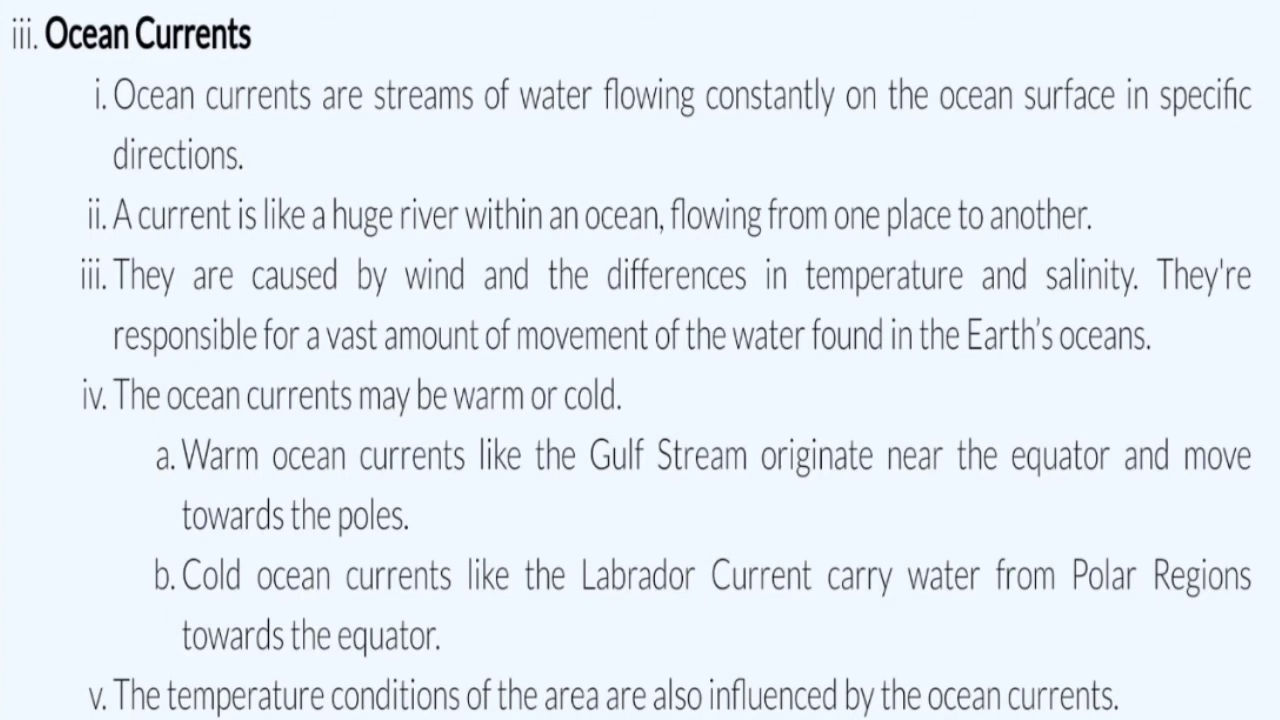 iii. Ocean Currents
i. Ocean currents are streams of water flowing constantly on the ocean surface in specific
directions.
ii. A current is like a huge river within an ocean, flowing from one place to another.
iii. They are caused by wind and the differences in temperature and salinity. They're
responsible for a vast amount of movement of the water found in the Earth’s oceans.
iv. The ocean currents may be warm or cold.
a. Warm ocean currents like the Gulf Stream originate near the equator and move
towards the poles.
b. Cold ocean currents like the Labrador Current carry water from Polar Regions
towards the equator.
v. The temperature conditions of the area are also influenced by the ocean currents.